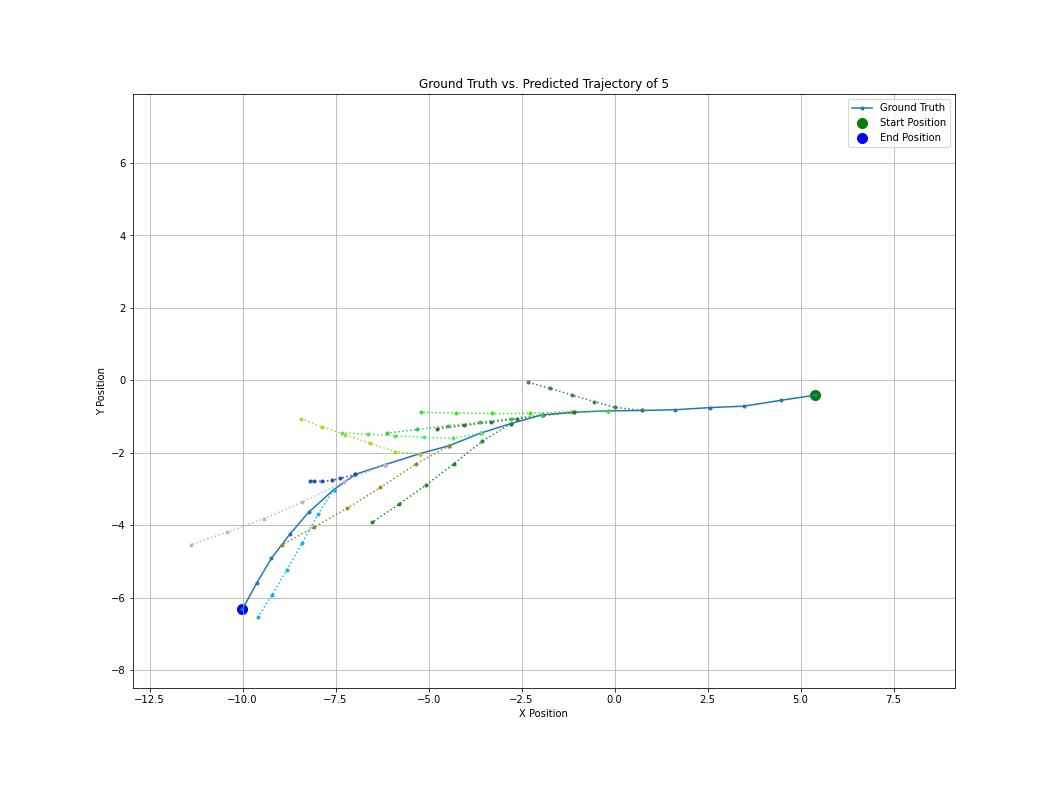 Ground Truth vs. Predicted Trajectory of 5
Ground Truth
Start Position
End Position
6
4
2
0
−2
−4
−6
−8
Y Position
−12.5 −10.0 −7.5 −5.0 −2.5 0.0 2.5 5.0 7.5
X Position